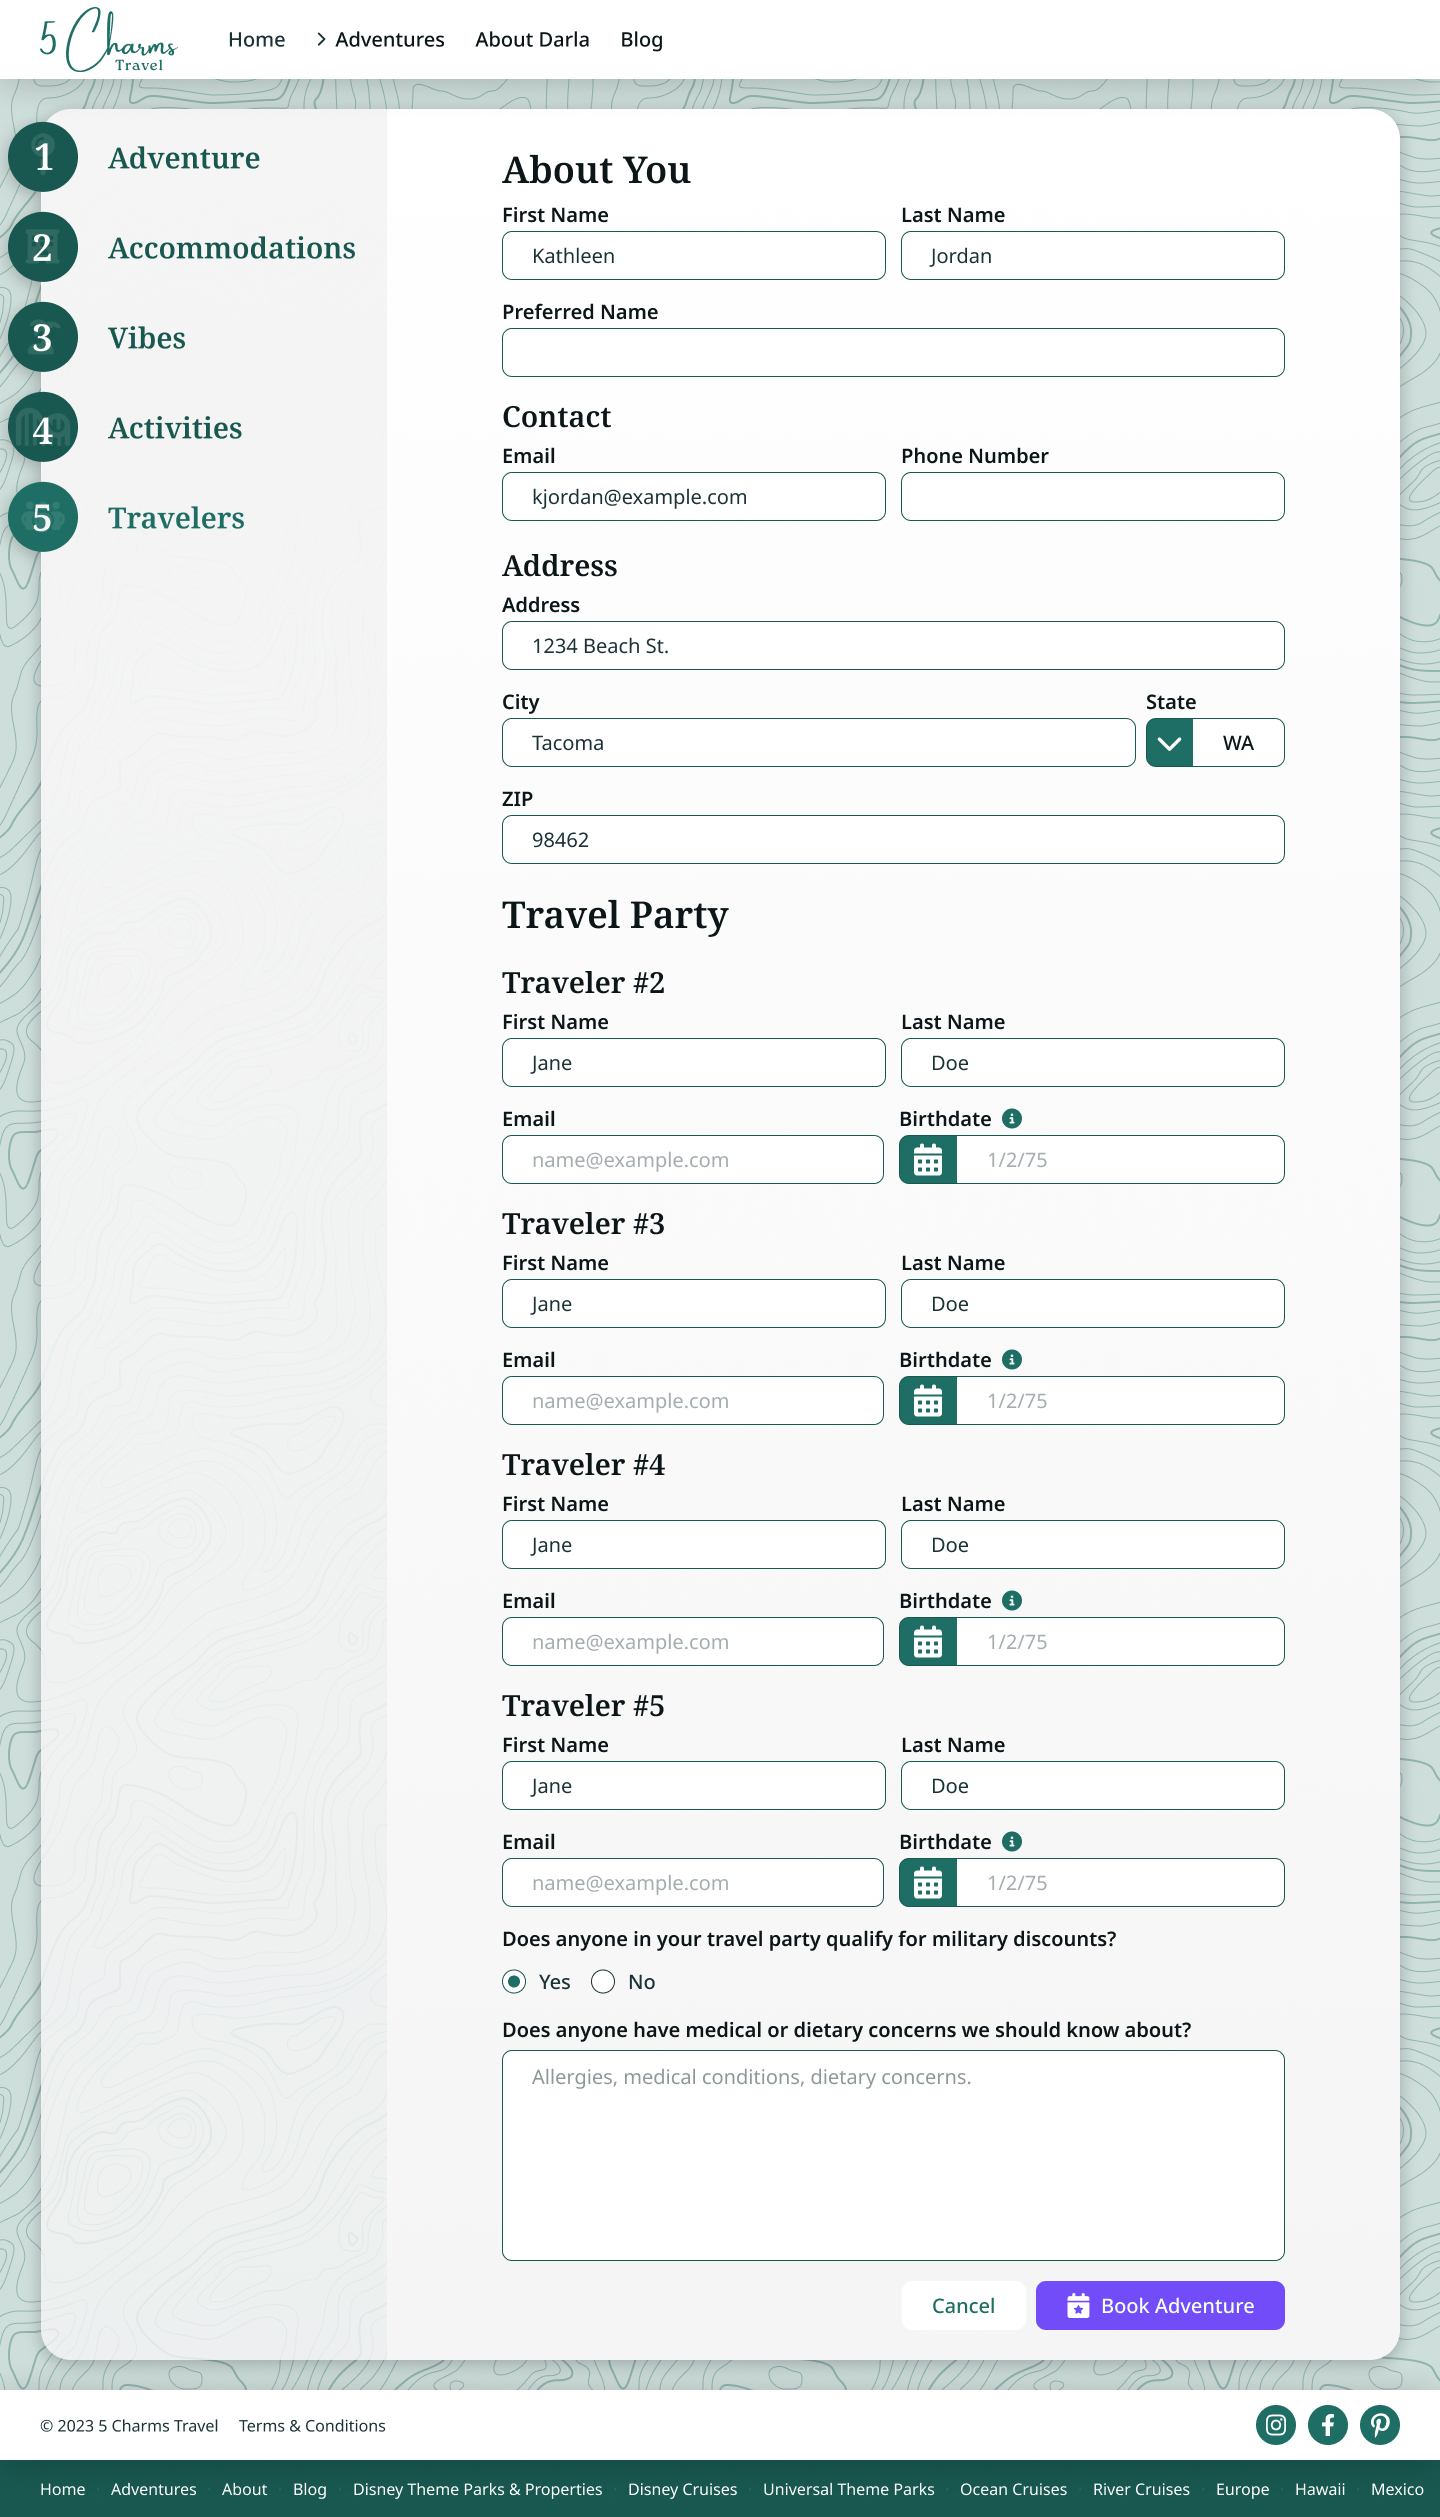 5 Charms
Travel
Home Adventures About Darla Blog
1 Adventure
2 Accommodations
3 Vibes
4 Activities
5 Travelers
About You
First Name Last Name
Kathleen Jordan
Preferred Name
Contact
Email Phone Number
kjordan@example.com
Address
Address
1234 Beach St.
City State
Tacoma WA
ZIP
98462
Travel Party
Traveler #2
First Name Last Name
Jane Doe
Email Birthdate
name@example.com 1/2/75
Traveler #3
First Name Last Name
Jane Doe
Email Birthdate
name@example.com 1/2/75
Traveler #4
First Name Last Name
Jane Doe
Email Birthdate
name@example.com 1/2/75
Traveler #5
First Name Last Name
Jane Doe
Email Birthdate
name@example.com 1/2/75
Does anyone in your travel party qualify for military discounts?
Yes No
Does anyone have medical or dietary concerns we should know about?
Allergies, medical conditions, dietary concerns.
Cancel Book Adventure
© 2023 5 Charms Travel Terms & Conditions
Home Adventures About Blog Disney Theme Parks & Properties Disney Cruises Universal Theme Parks Ocean Cruises River Cruises Europe Hawaii Mexico